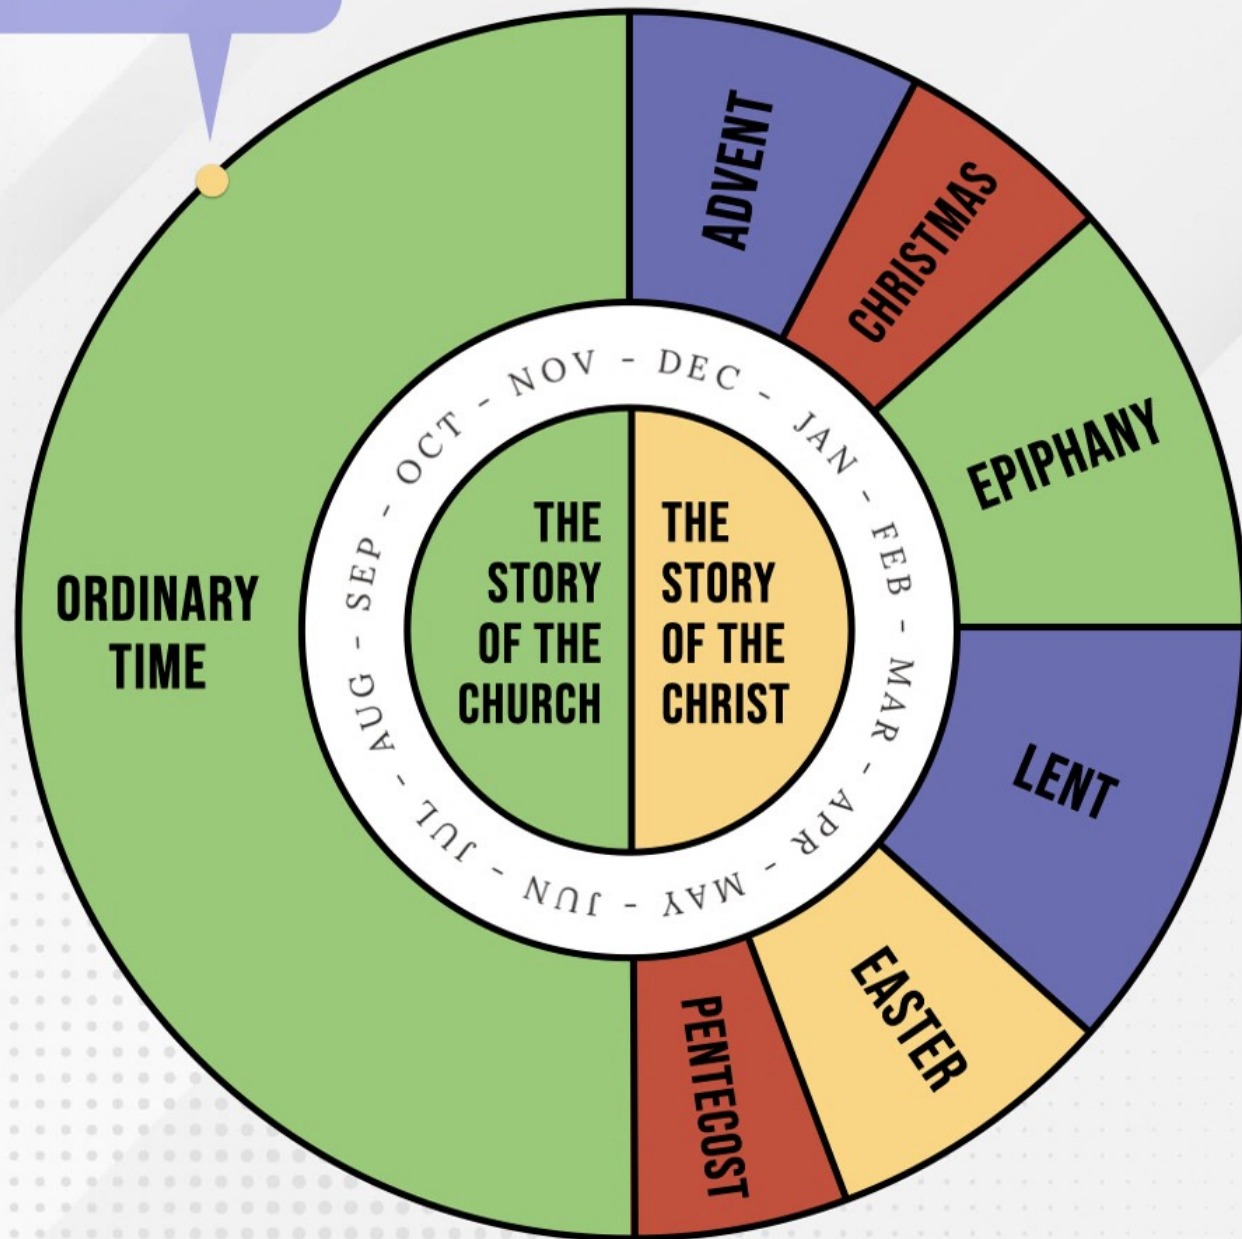 ADVENT
CHRISTMAS
EPIPHANY
LENT
EASTER
PENTECOST
ORDINARY
TIME
DEC - JAN - FEB - MAR - APR - MAY - JUN - JUL - AUG - SEP - OCT - NOV -
THE
STORY
OF THE
CHURCH
THE
STORY
OF THE
CHRIST